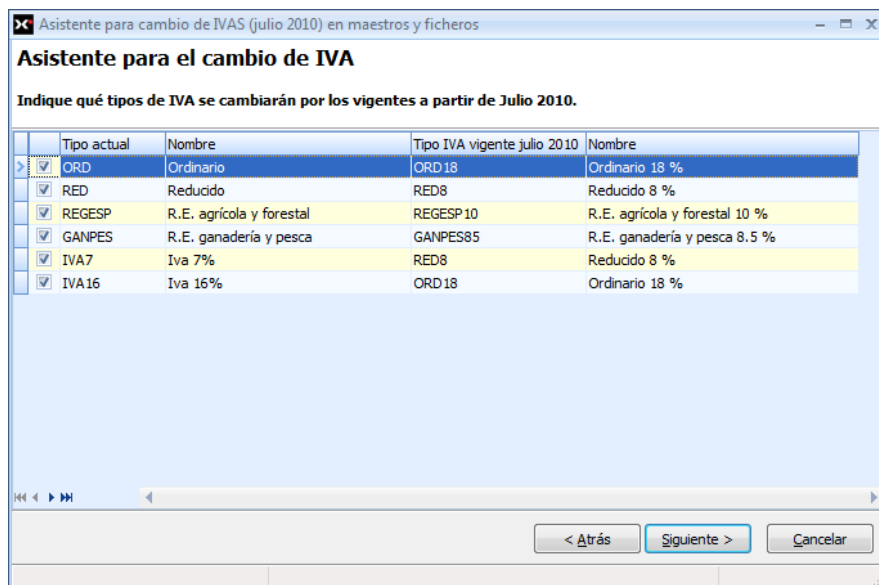 Asistente para cambio de IVAS (julio 2010) en maestros y ficheros
Asistente para el cambio de IVA
Indique qué tipos de IVA se cambiarán por los vigentes a partir de Julio 2010.
Tipo actual Nombre Tipo IVA vigente julio 2010 Nombre
ORD Ordinario ORD18 Ordinario 18 %
RED Reducido RED8 Reducido 8 %
REGESP R.E. agrícola y forestal REGESP10 R.E. agrícola y forestal 10 %
GANPES R.E. ganadería y pesca GANPES85 R.E. ganadería y pesca 8.5 %
IVA7 Iva 7% RED8 Reducido 8 %
IVA16 Iva 16% ORD18 Ordinario 18 %
< Atrás Siguiente > Cancelar